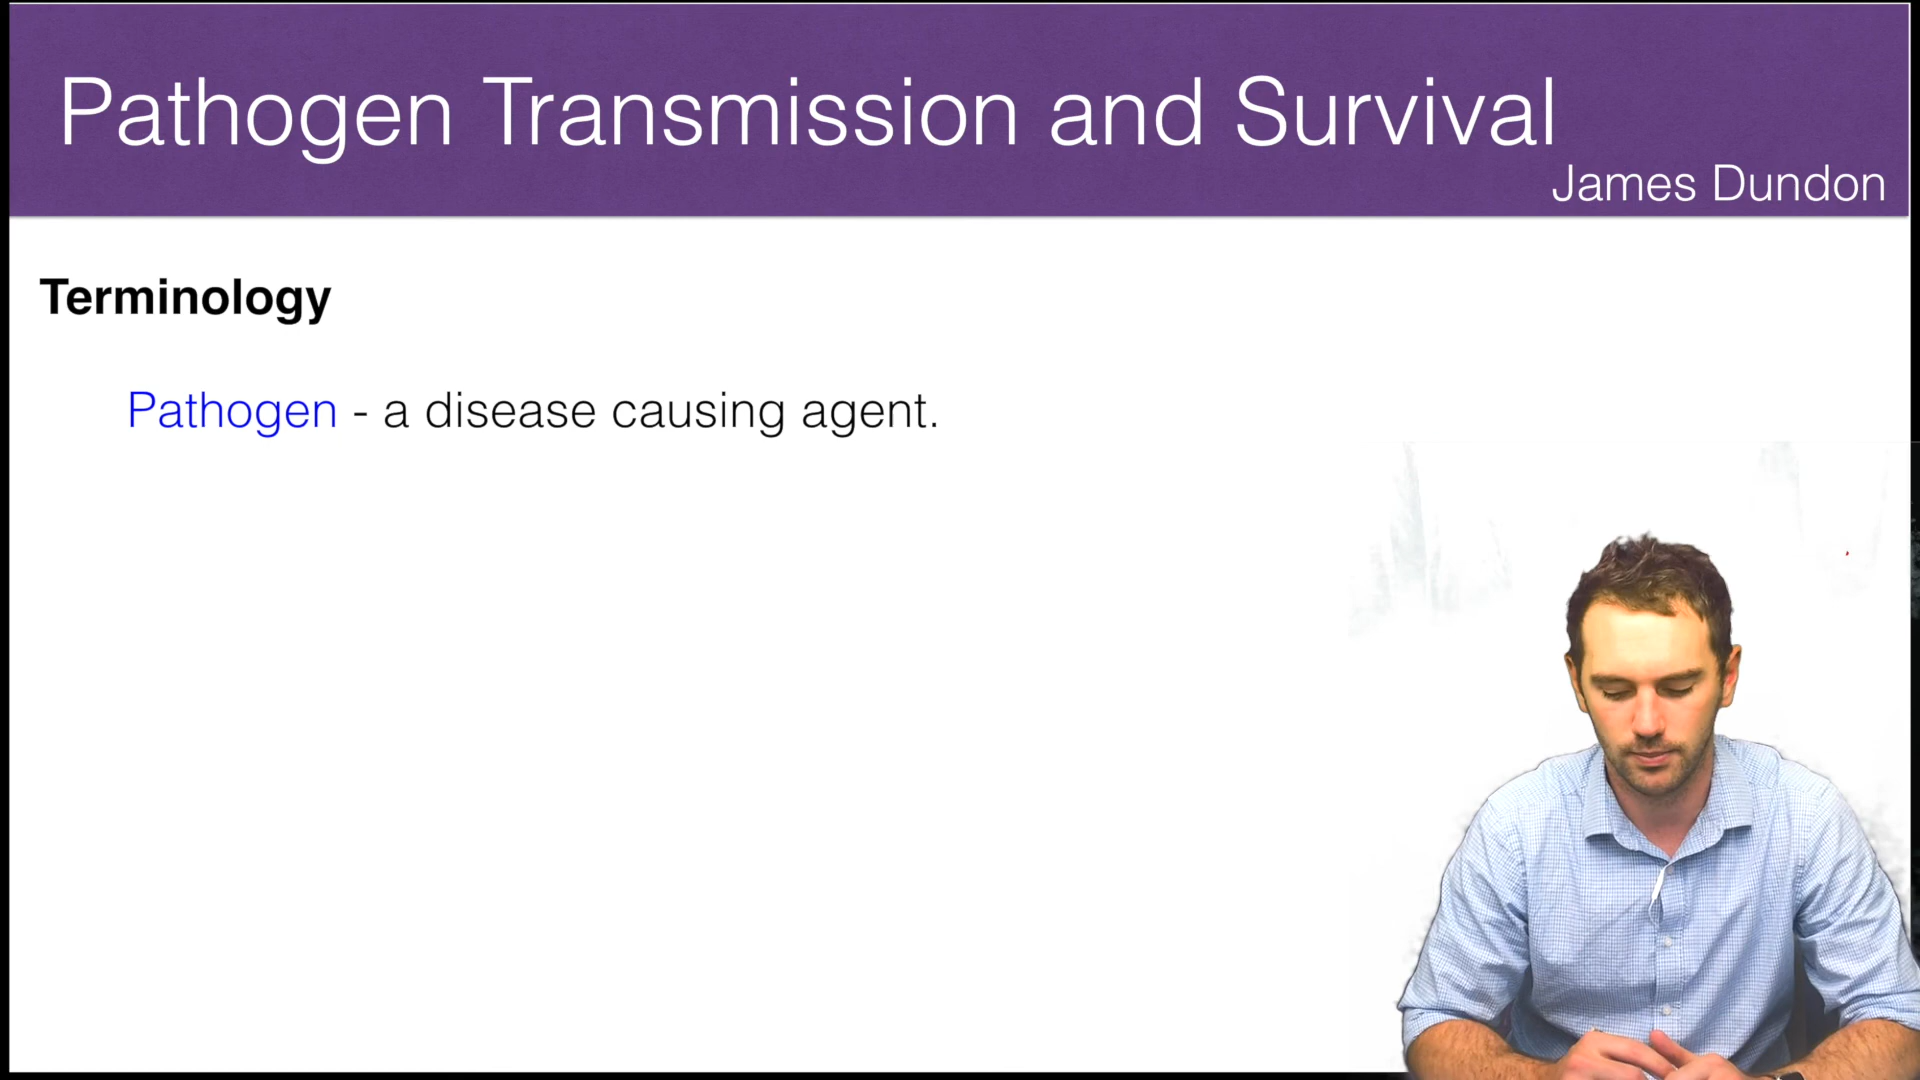 Pathogen Transmission and Survival
James Dundon
Terminology
Pathogen - a disease causing agent.